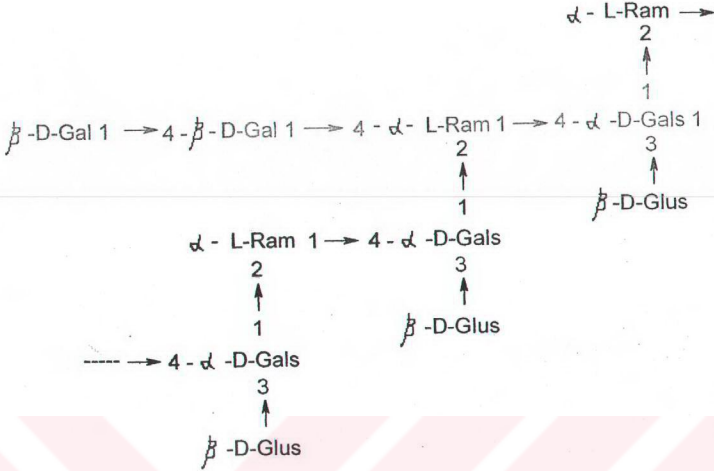 α - L-Ram →
2
↑
1
β -D-Gal 1 → 4 - β - D-Gal 1 → 4 - α - L-Ram 1 → 4 - α -D-Gals 1
2 3
↑ ↑
1 β -D-Glus
α - L-Ram 1 → 4 - α -D-Gals
2 3
↑ ↑
1 β -D-Glus
----- → 4 - α -D-Gals
3
↑
β -D-Glus